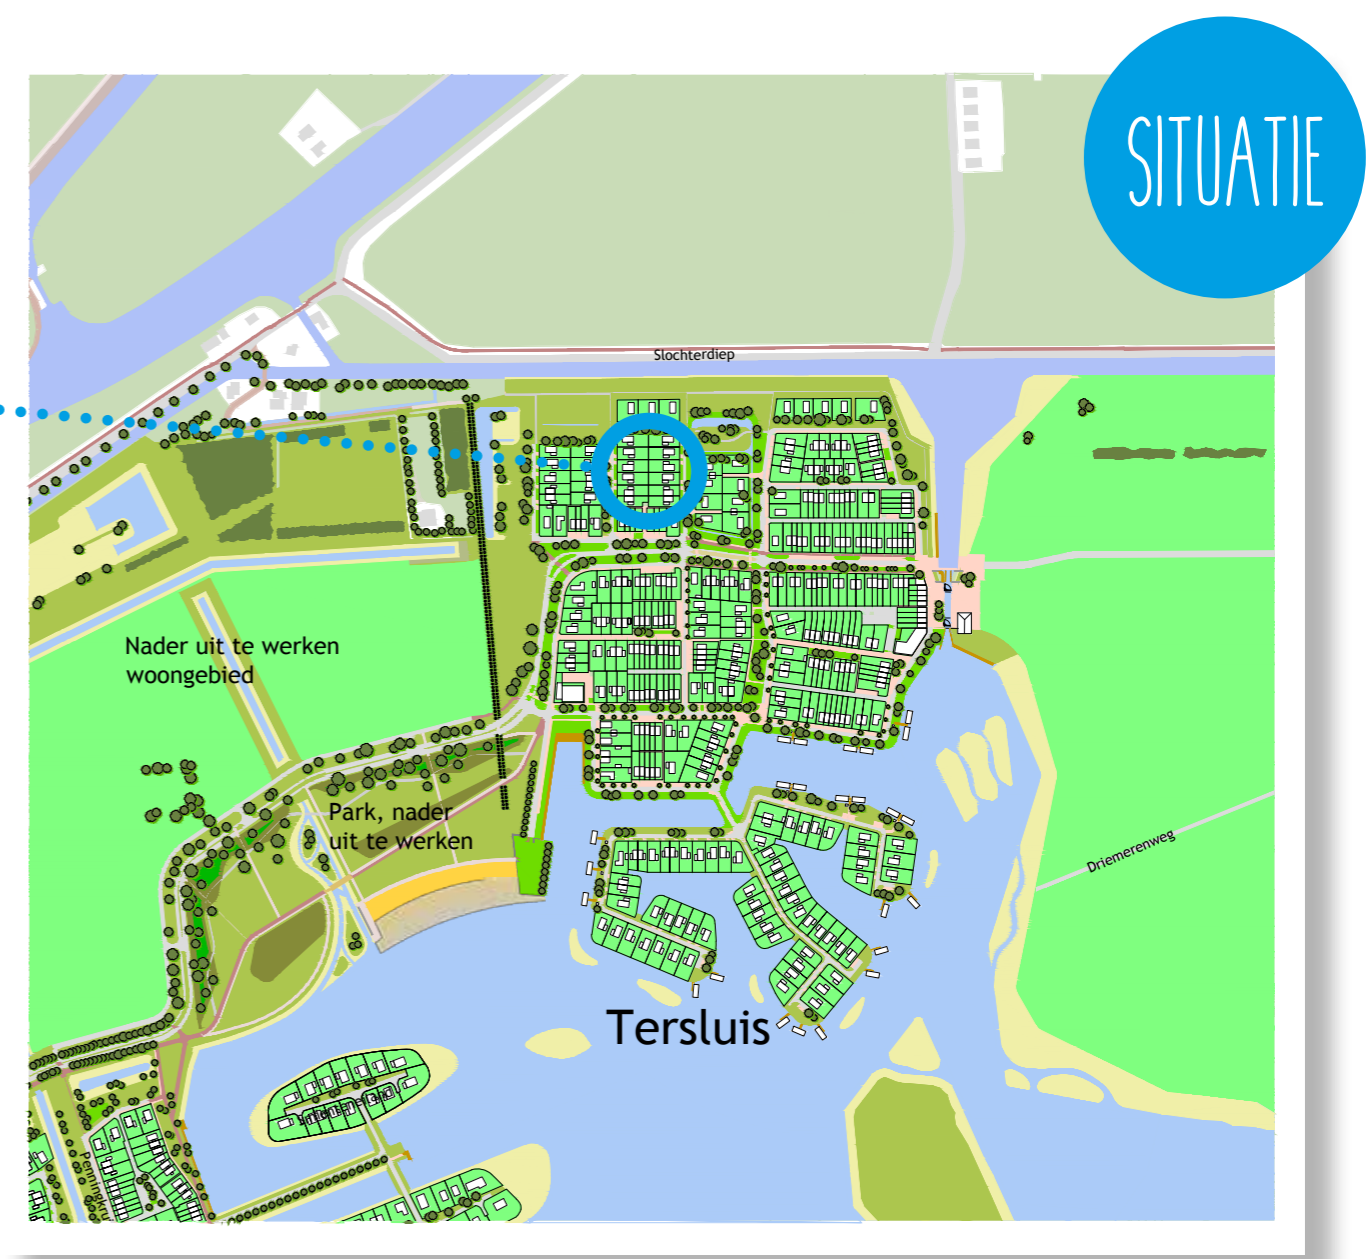 SITUATIE
Slochterdiep
Nader uit te werken
woongebied
Park, nader
uit te werken
Driemerenweg
Tersluis